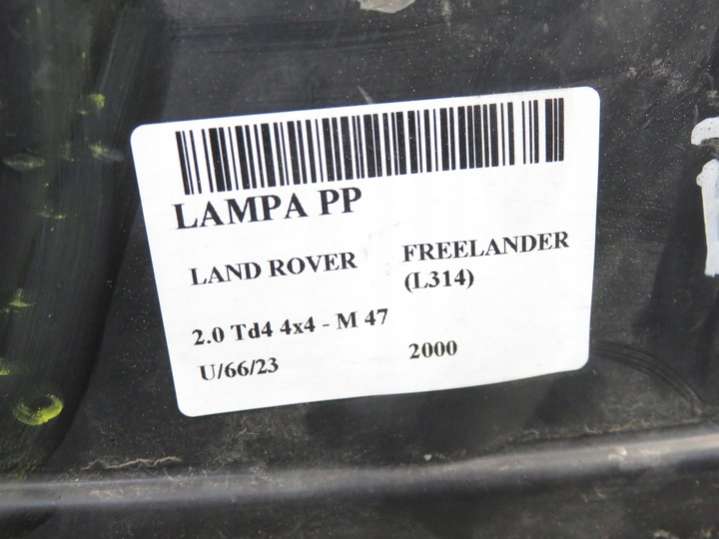 LAMPA PP
LAND ROVER FREELANDER
(L314)
2.0 Td4 4x4 - M 47
U/66/23 2000